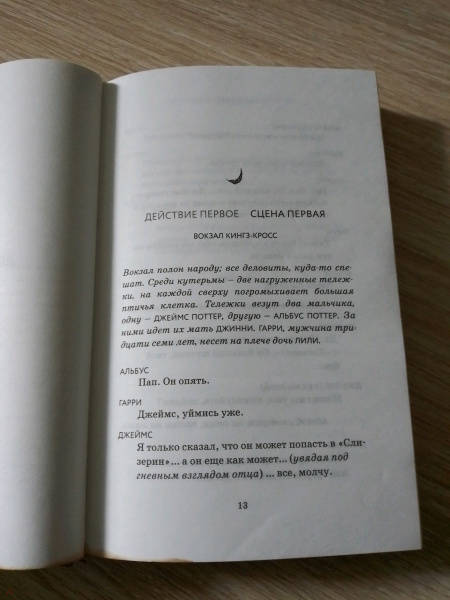 ДЕЙСТВИЕ ПЕРВОЕ СЦЕНА ПЕРВАЯ
ВОКЗАЛ КИНГЗ-КРОСС
Вокзал полон народу; все деловиты, куда-то спе-
шат. Среди кутерьмы – две нагруженные тележ-
ки, на каждой сверху погромыхивает большая
птичья клетка. Тележки везут два мальчика,
одну – ДЖЕЙМС ПОТТЕР, другую – АЛЬБУС ПОТТЕР. За
ними идет их мать ДЖИННИ. ГАРРИ, мужчина три-
дцати семи лет, несет на плече дочь ЛИЛИ.
АЛЬБУС
Пап. Он опять.
ГАРРИ
Джеймс, уймись уже.
ДЖЕЙМС
Я только сказал, что он может попасть в «Сли-
зерин»... а он еще как может... (увядая под
гневным взглядом отца) ... все, молчу.
13